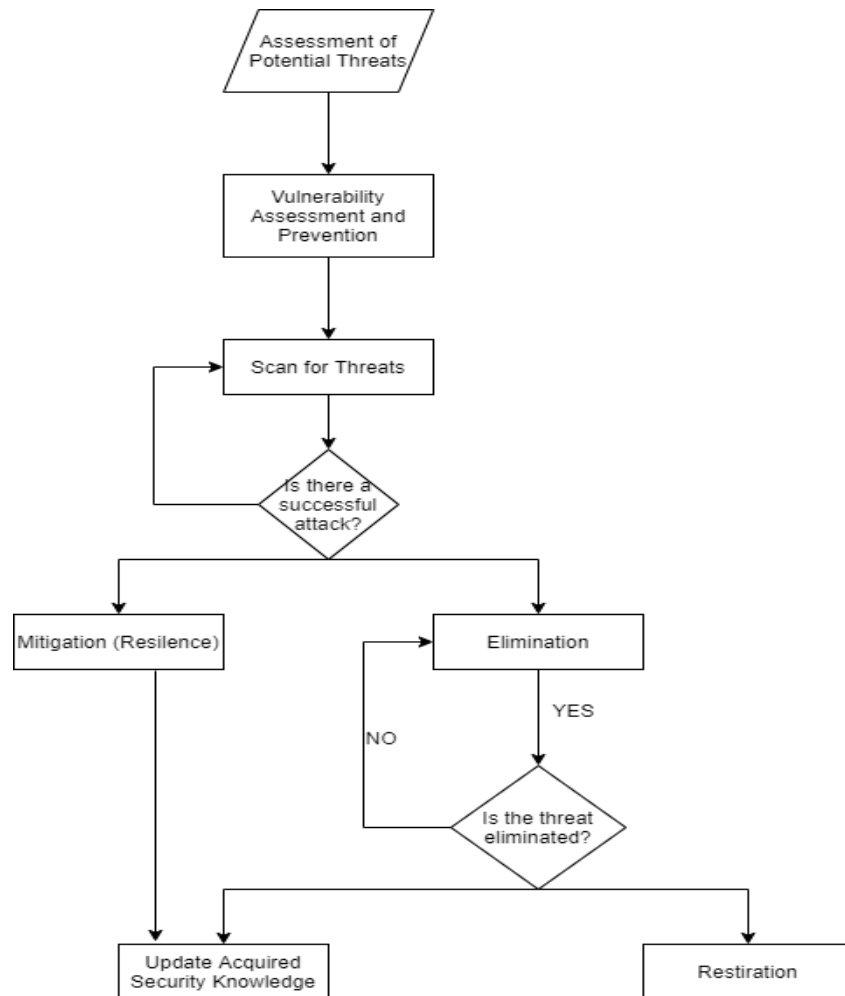 Assessment of
Potential Threats
Vulnerability
Assessment and
Prevention
Scan for Threats
Is there a
successful
attack?
Mitigation (Resilence)
Elimination
YES
NO
Is the threat
eliminated?
Update Acquired
Security Knowledge
Restiration